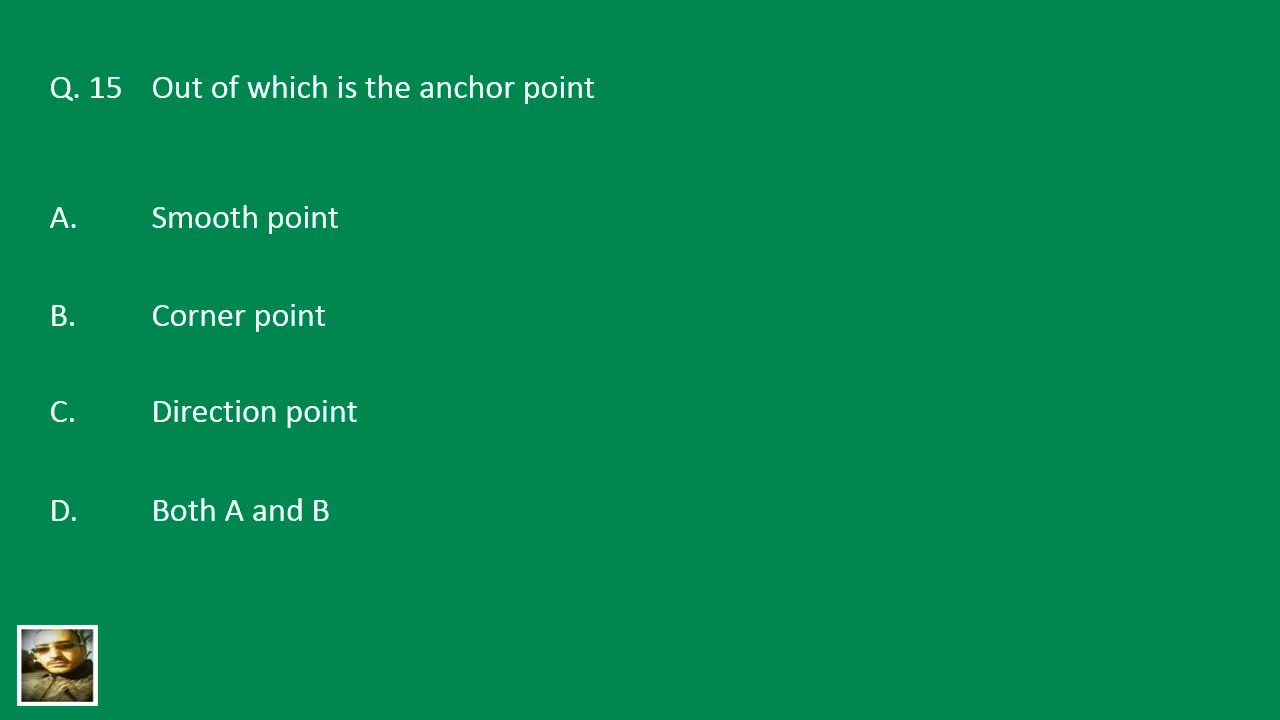 Q. 15 Out of which is the anchor point
A. Smooth point
B. Corner point
C. Direction point
D. Both A and B